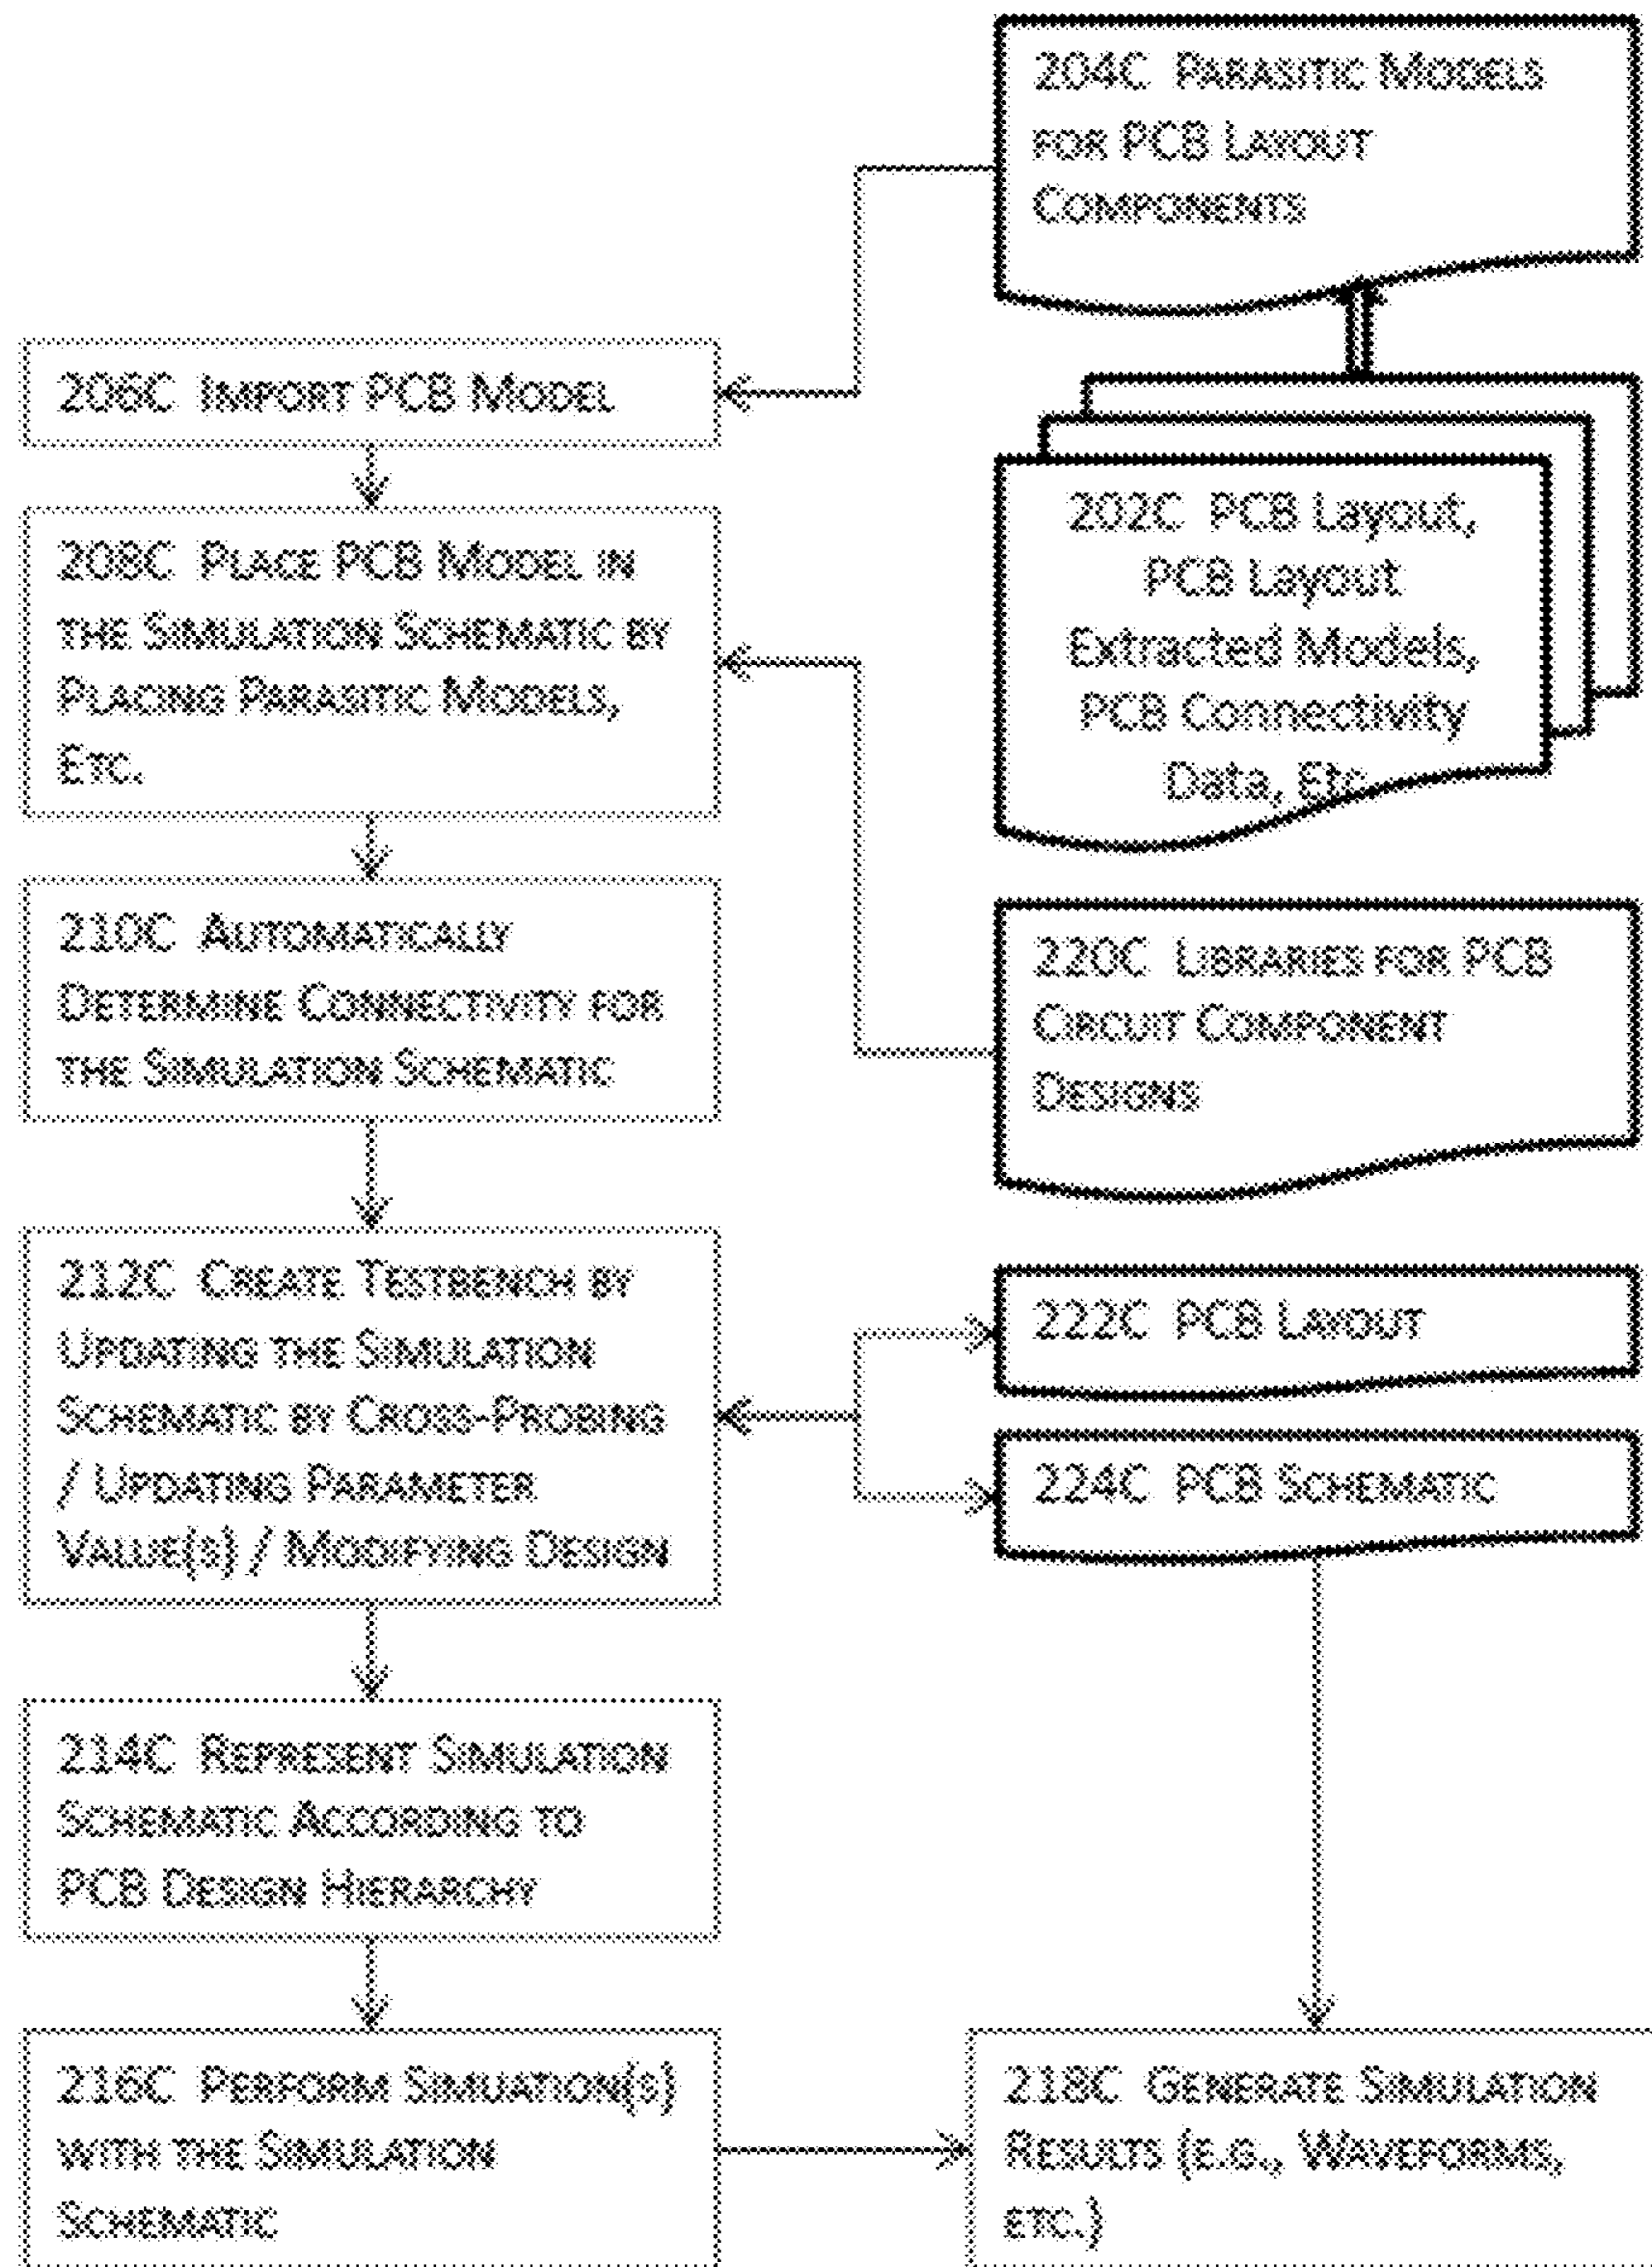 204C PARASITIC MODELS
FOR PCB LAYOUT
COMPONENTS
206C IMPORT PCB MODEL
208C PLACE PCB MODEL IN
THE SIMULATION SCHEMATIC BY
PLACING PARASITIC MODELS,
ETC.
202C PCB Layout,
PCB Layout
Extracted Models,
PCB Connectivity
Data, Etc.
210C AUTOMATICALLY
DETERMINE CONNECTIVITY FOR
THE SIMULATION SCHEMATIC
220C LIBRARIES FOR PCB
CIRCUIT COMPONENT
DESIGNS
212C CREATE TESTBENCH BY
UPDATING THE SIMULATION
SCHEMATIC BY CROSS-PROBING
/ UPDATING PARAMETER
VALUE(S) / MODIFYING DESIGN
222C PCB LAYOUT
224C PCB SCHEMATIC
214C REPRESENT SIMULATION
SCHEMATIC ACCORDING TO
PCB DESIGN HIERARCHY
216C PERFORM SIMUATION(S)
WITH THE SIMULATION
SCHEMATIC
218C GENERATE SIMULATION
RESULTS (E.G., WAVEFORMS,
ETC.)